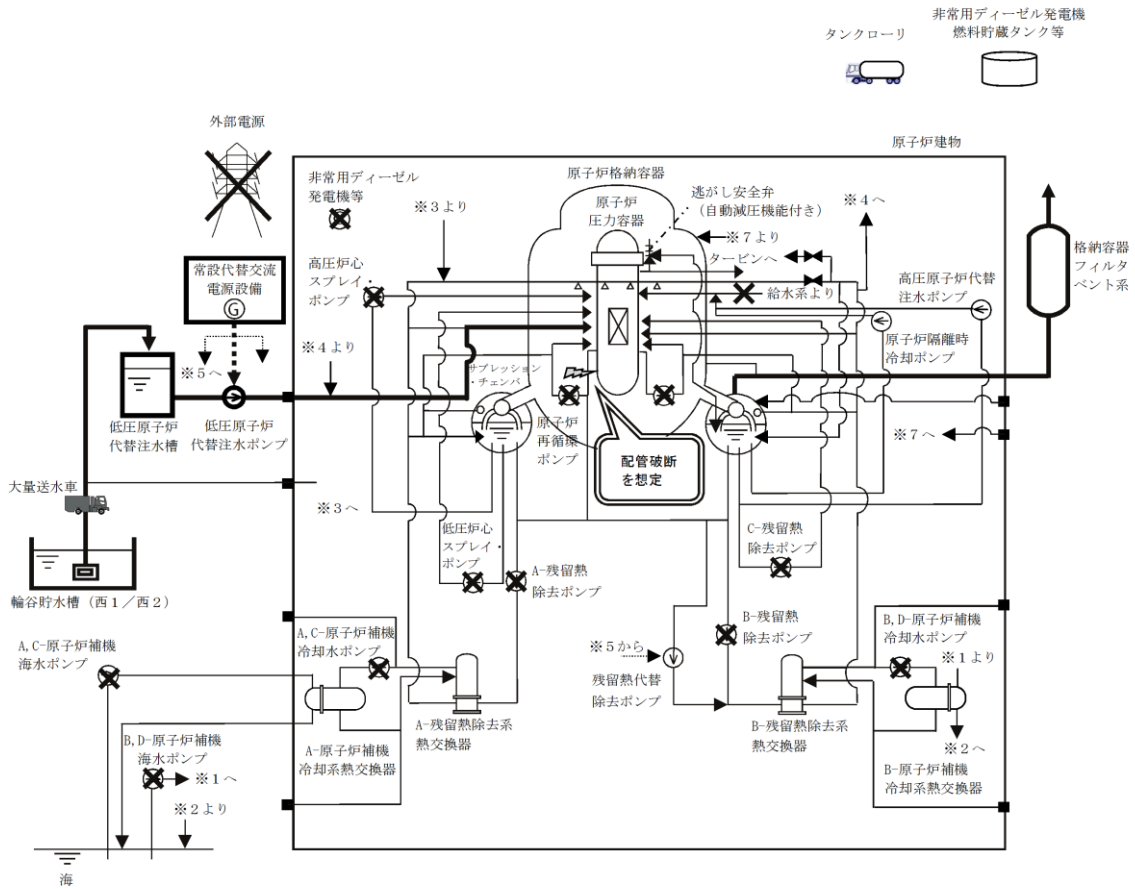 非常用ディーゼル発電機
燃料貯蔵タンク等
タンクローリ
外部電源
原子炉建物
非常用ディーゼル
発電機等
原子炉格納容器
原子炉
圧力容器
逃がし安全弁
(自動減圧機能付き)
※3より
※4へ
※7より
タービンへ
高圧炉心
スプレイ・
ポンプ
給水系より
高圧原子炉代替
注水ポンプ
格納容器
フィルタ
ベント系
常設代替交流
電源設備
G
原子炉隔離時
冷却ポンプ
※4より
※5へ
サプレッション
・チェンバ
低圧原子炉
代替注水槽
低圧原子炉
代替注水ポンプ
原子炉
再循環
ポンプ
配管破断
を想定
※7へ
大量送水車
※3へ
低圧炉心
スプレイ・
ポンプ
C-残留熱
除去ポンプ
A-残留熱
除去ポンプ
輪谷貯水槽(西1/西2)
B-残留熱
除去ポンプ
A,C-原子炉補機
冷却水ポンプ
B,D-原子炉補機
冷却水ポンプ
A,C-原子炉補機
海水ポンプ
※5から
※1より
残留熱代替
除去ポンプ
A-残留熱除去系
熱交換器
B-残留熱除去系
熱交換器
※2へ
B,D-原子炉補機
海水ポンプ
A-原子炉補機
冷却系熱交換器
B-原子炉補機
冷却系熱交換器
※1へ
※2より
海